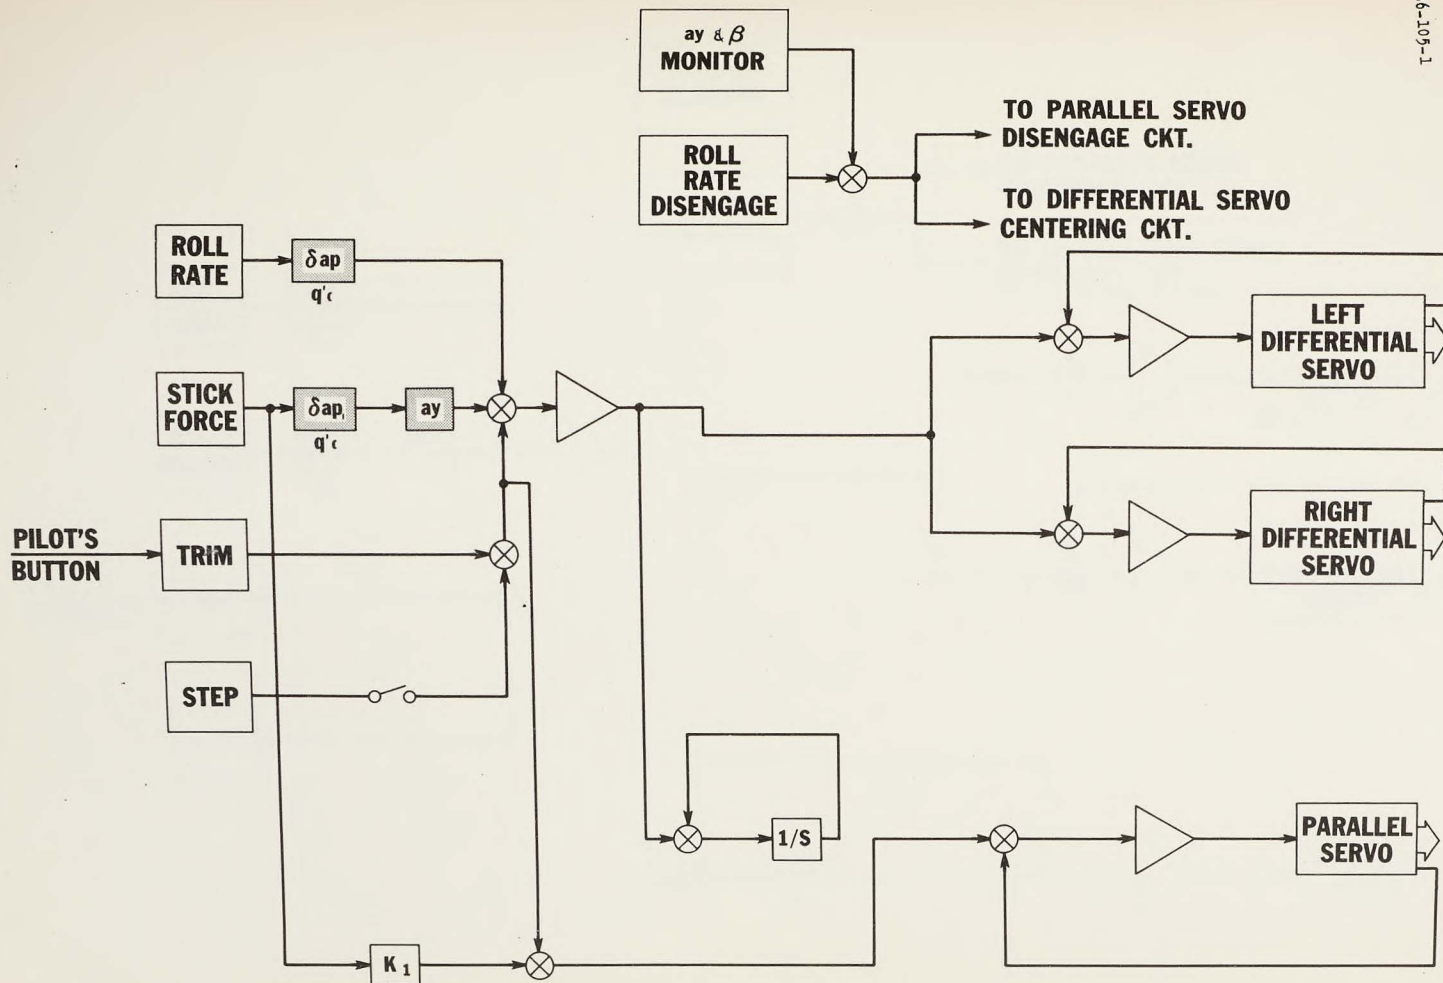 6-105-1
ay & β
MONITOR
TO PARALLEL SERVO
DISENGAGE CKT.
ROLL
RATE
DISENGAGE
TO DIFFERENTIAL SERVO
CENTERING CKT.
ROLL
RATE
δap
q'c
LEFT
DIFFERENTIAL
SERVO
STICK
FORCE
δap
q'c
ay
RIGHT
DIFFERENTIAL
SERVO
PILOT'S
BUTTON
TRIM
STEP
1/S
PARALLEL
SERVO
K1